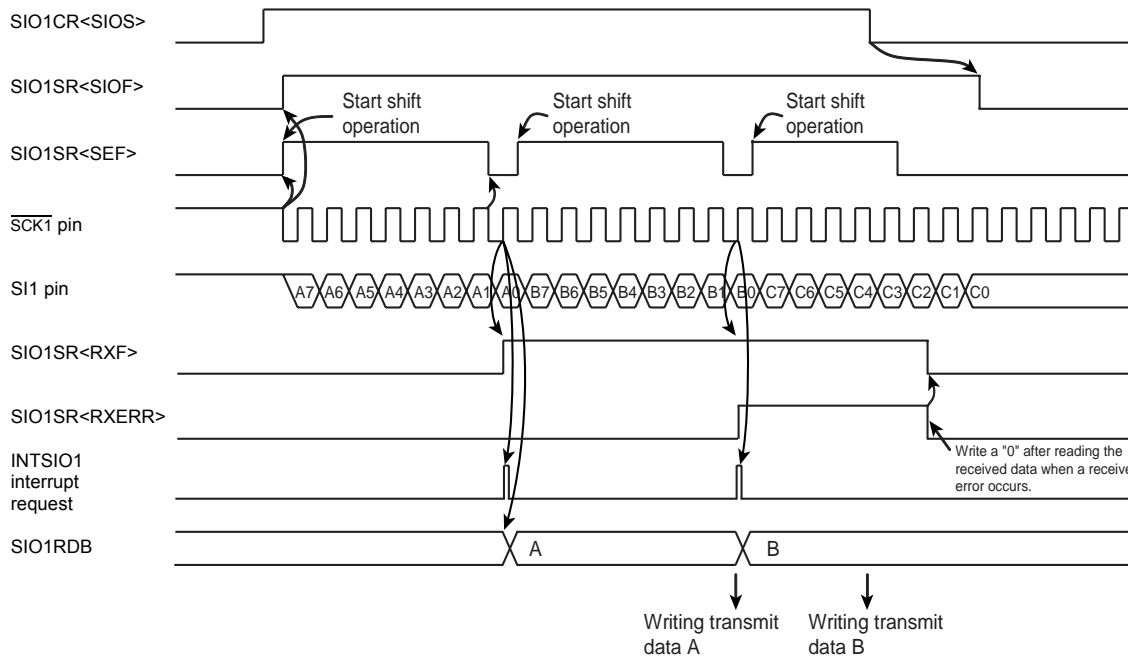 SIO1CR<SIOS>
SIO1SR<SIOF>
Start shift
operation
Start shift
operation
Start shift
operation
SIO1SR<SEF>
SCK1 pin
SI1 pin
A7 A6 A5 A4 A3 A2 A1 A0 B7 B6 B5 B4 B3 B2 B1 B0 C7 C6 C5 C4 C3 C2 C1 C0
SIO1SR<RXF>
SIO1SR<RXERR>
Write a "0" after reading the
received data when a receive
error occurs.
INTSIO1
interrupt
request
SIO1RDB
A
B
Writing transmit
data A
Writing transmit
data B